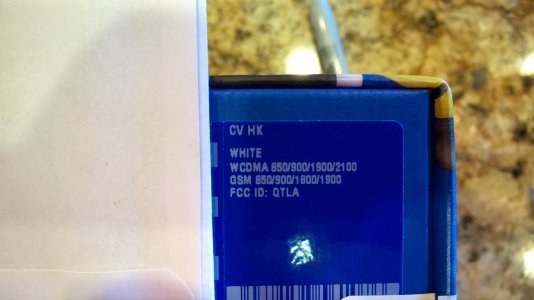 CV HK
WHITE
WCDMA 850/900/1900/2100
GSM 850/900/1800/1900
FCC ID: QTLA